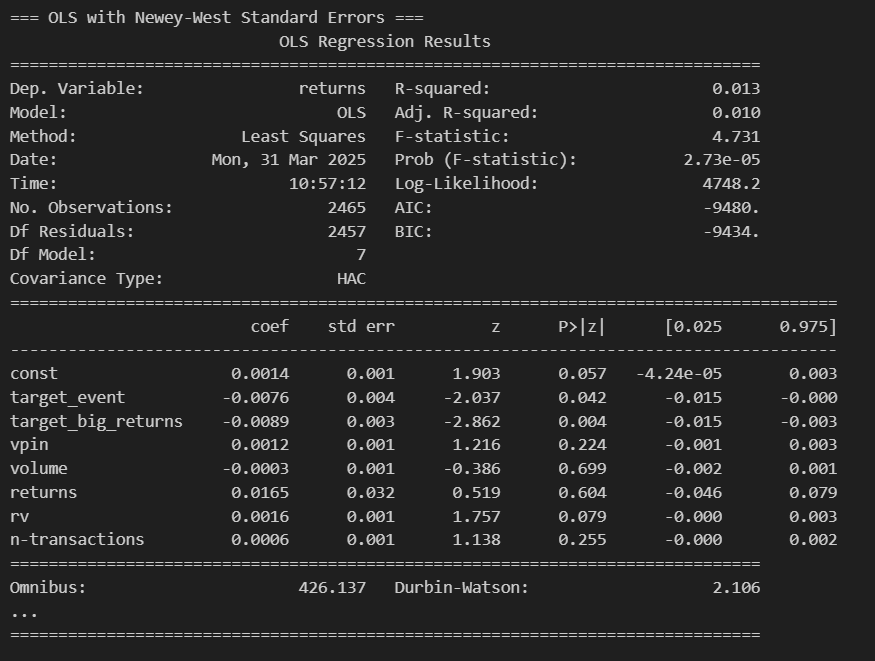 === OLS with Newey-West Standard Errors ===
OLS Regression Results
==============================================================================
Dep. Variable: returns R-squared: 0.013
Model: OLS Adj. R-squared: 0.010
Method: Least Squares F-statistic: 4.731
Date: Mon, 31 Mar 2025 Prob (F-statistic): 2.73e-05
Time: 10:57:12 Log-Likelihood: 4748.2
No. Observations: 2465 AIC: -9480.
Df Residuals: 2457 BIC: -9434.
Df Model: 7
Covariance Type: HAC
======================================================================================
coef std err z P>|z| [0.025 0.975]
--------------------------------------------------------------------------------------
const 0.0014 0.001 1.903 0.057 -4.24e-05 0.003
target_event -0.0076 0.004 -2.037 0.042 -0.015 -0.000
target_big_returns -0.0089 0.003 -2.862 0.004 -0.015 -0.003
vpin 0.0012 0.001 1.216 0.224 -0.001 0.003
volume -0.0003 0.001 -0.386 0.699 -0.002 0.001
returns 0.0165 0.032 0.519 0.604 -0.046 0.079
rv 0.0016 0.001 1.757 0.079 -0.000 0.003
n-transactions 0.0006 0.001 1.138 0.255 -0.000 0.002
==============================================================================
Omnibus: 426.137 Durbin-Watson: 2.106
...
==============================================================================